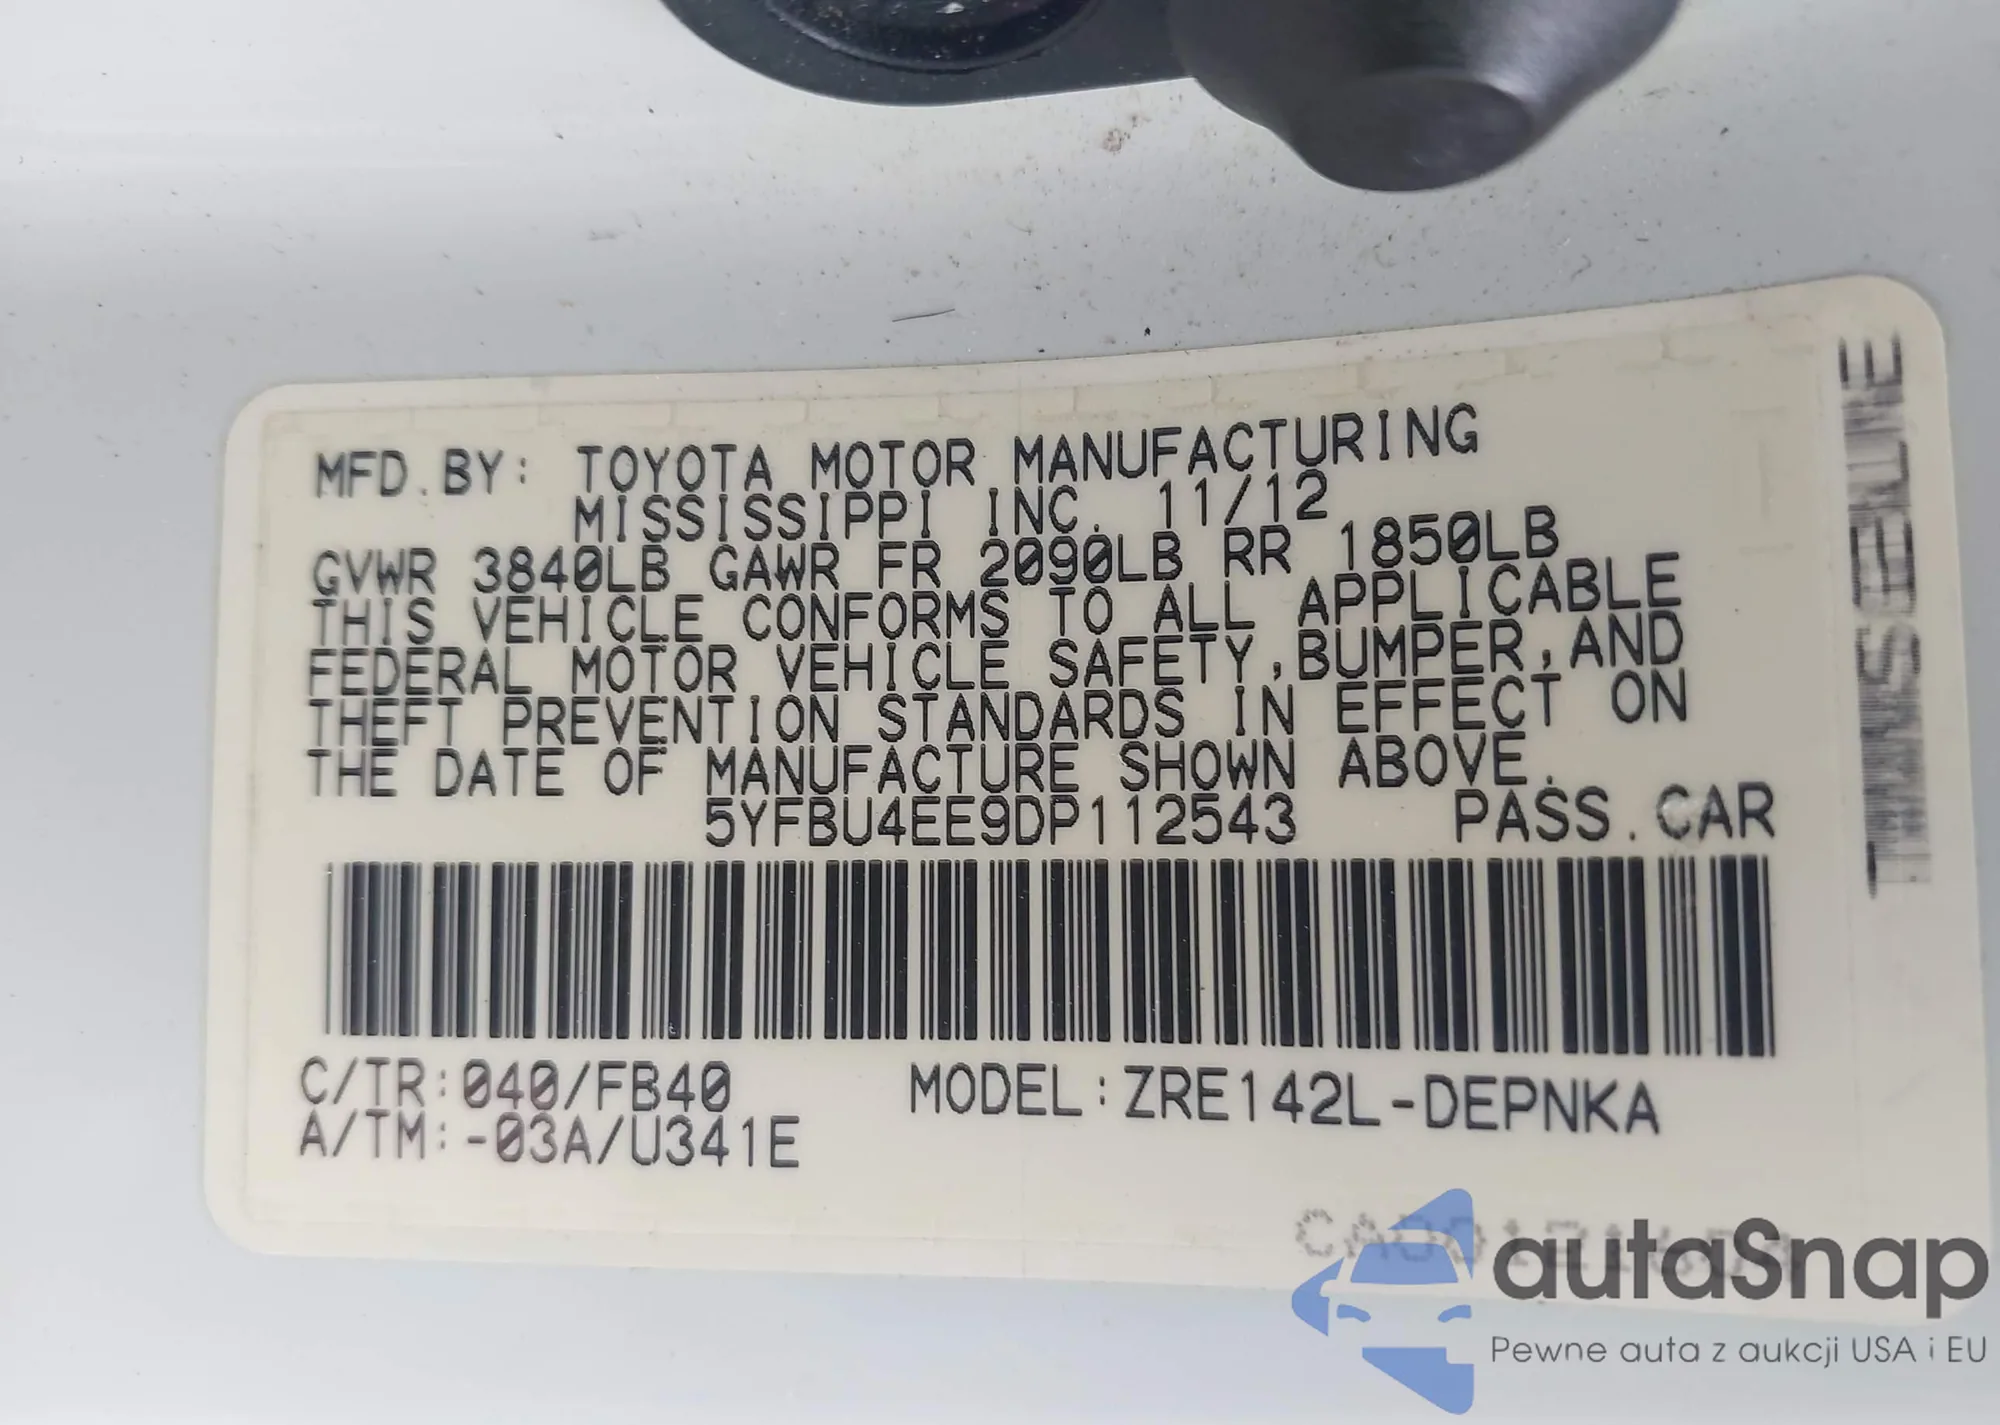 MFD.BY: TOYOTA MOTOR MANUFACTURING
MISSISSIPPI INC. 11/12
GVWR 3840LB GAWR FR 2090LB RR 1850LB
THIS VEHICLE CONFORMS TO ALL APPLICABLE
FEDERAL MOTOR VEHICLE SAFETY,BUMPER,AND
THEFT PREVENTION STANDARDS IN EFFECT ON
THE DATE OF MANUFACTURE SHOWN ABOVE.
5YFBU4EE9DP112543 PASS.CAR
C/TR:040/FB40 MODEL:ZRE142L-DEPNKA
A/TM:-03A/U341E
autaSnap
Pewne auta z aukcji USA i EU